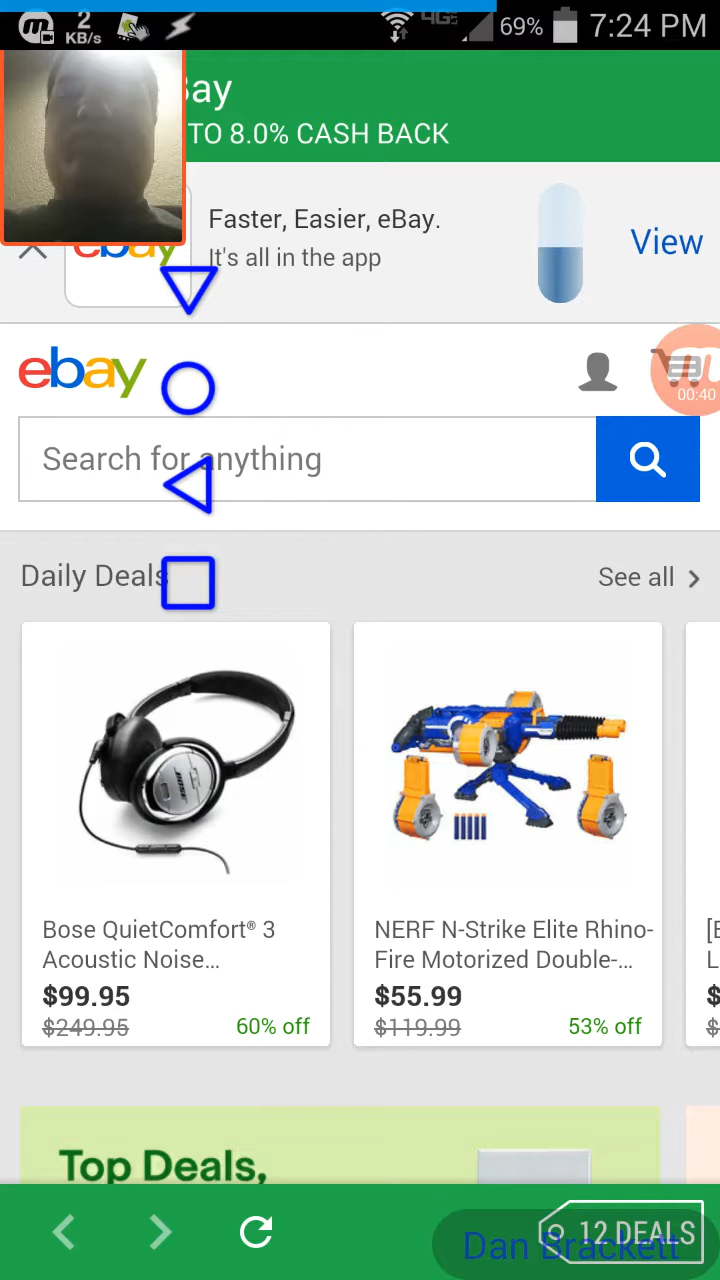 2
KB/s
4G
69%
7:24 PM
Bay
TO 8.0% CASH BACK
Faster, Easier, eBay.
It's all in the app
View
ebay
ebay
00:40
Search for anything
Daily Deals
See all
BOSE
Bose QuietComfort® 3
Acoustic Noise...
$99.95
$249.95 60% off
NERF N-Strike Elite Rhino-
Fire Motorized Double-...
$55.99
$119.99 53% off
[E
L
$
$
Top Deals,
12 DEALS
Dan Brackett